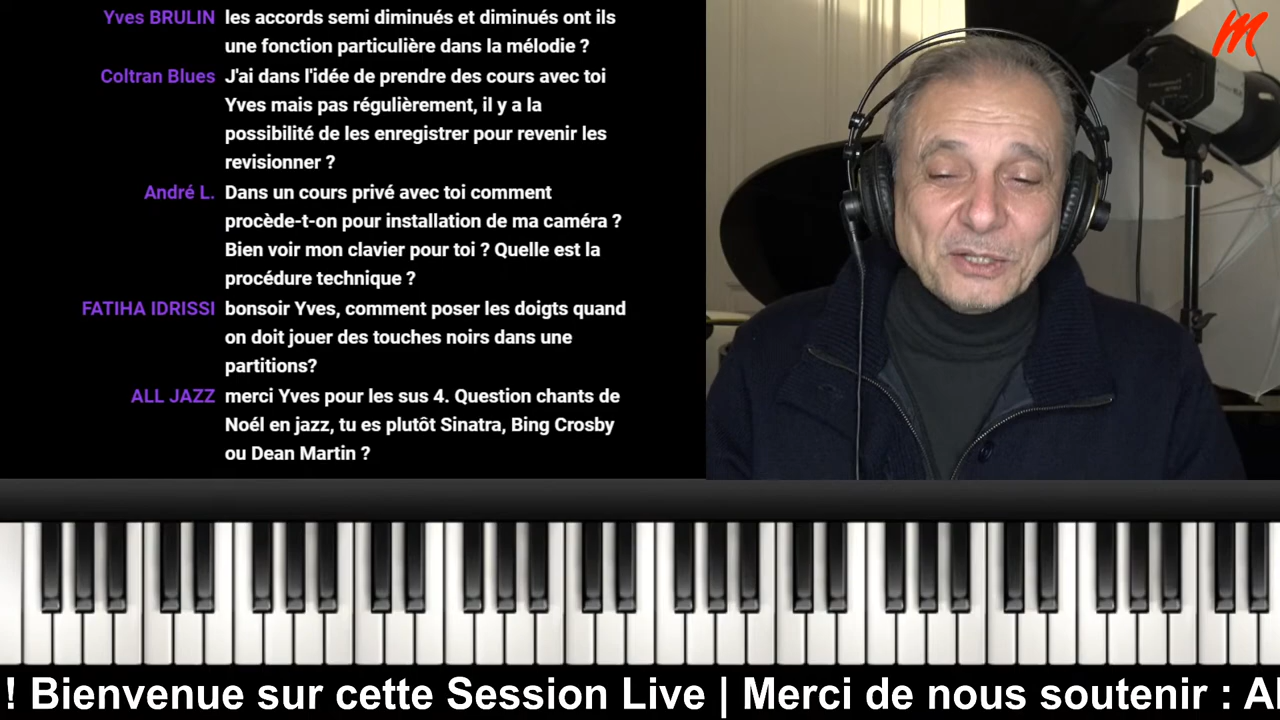 Yves BRULIN les accords semi diminués et diminués ont ils
une fonction particulière dans la mélodie ?
Coltran Blues J'ai dans l'idée de prendre des cours avec toi
Yves mais pas régulièrement, il y a la
possibilité de les enregistrer pour revenir les
revisionner ?
André L. Dans un cours privé avec toi comment
procède-t-on pour installation de ma caméra ?
Bien voir mon clavier pour toi ? Quelle est la
procédure technique ?
FATIHA IDRISSI bonsoir Yves, comment poser les doigts quand
on doit jouer des touches noirs dans une
partitions?
ALL JAZZ merci Yves pour les sus 4. Question chants de
Noél en jazz, tu es plutôt Sinatra, Bing Crosby
ou Dean Martin ?
M
! Bienvenue sur cette Session Live | Merci de nous soutenir :